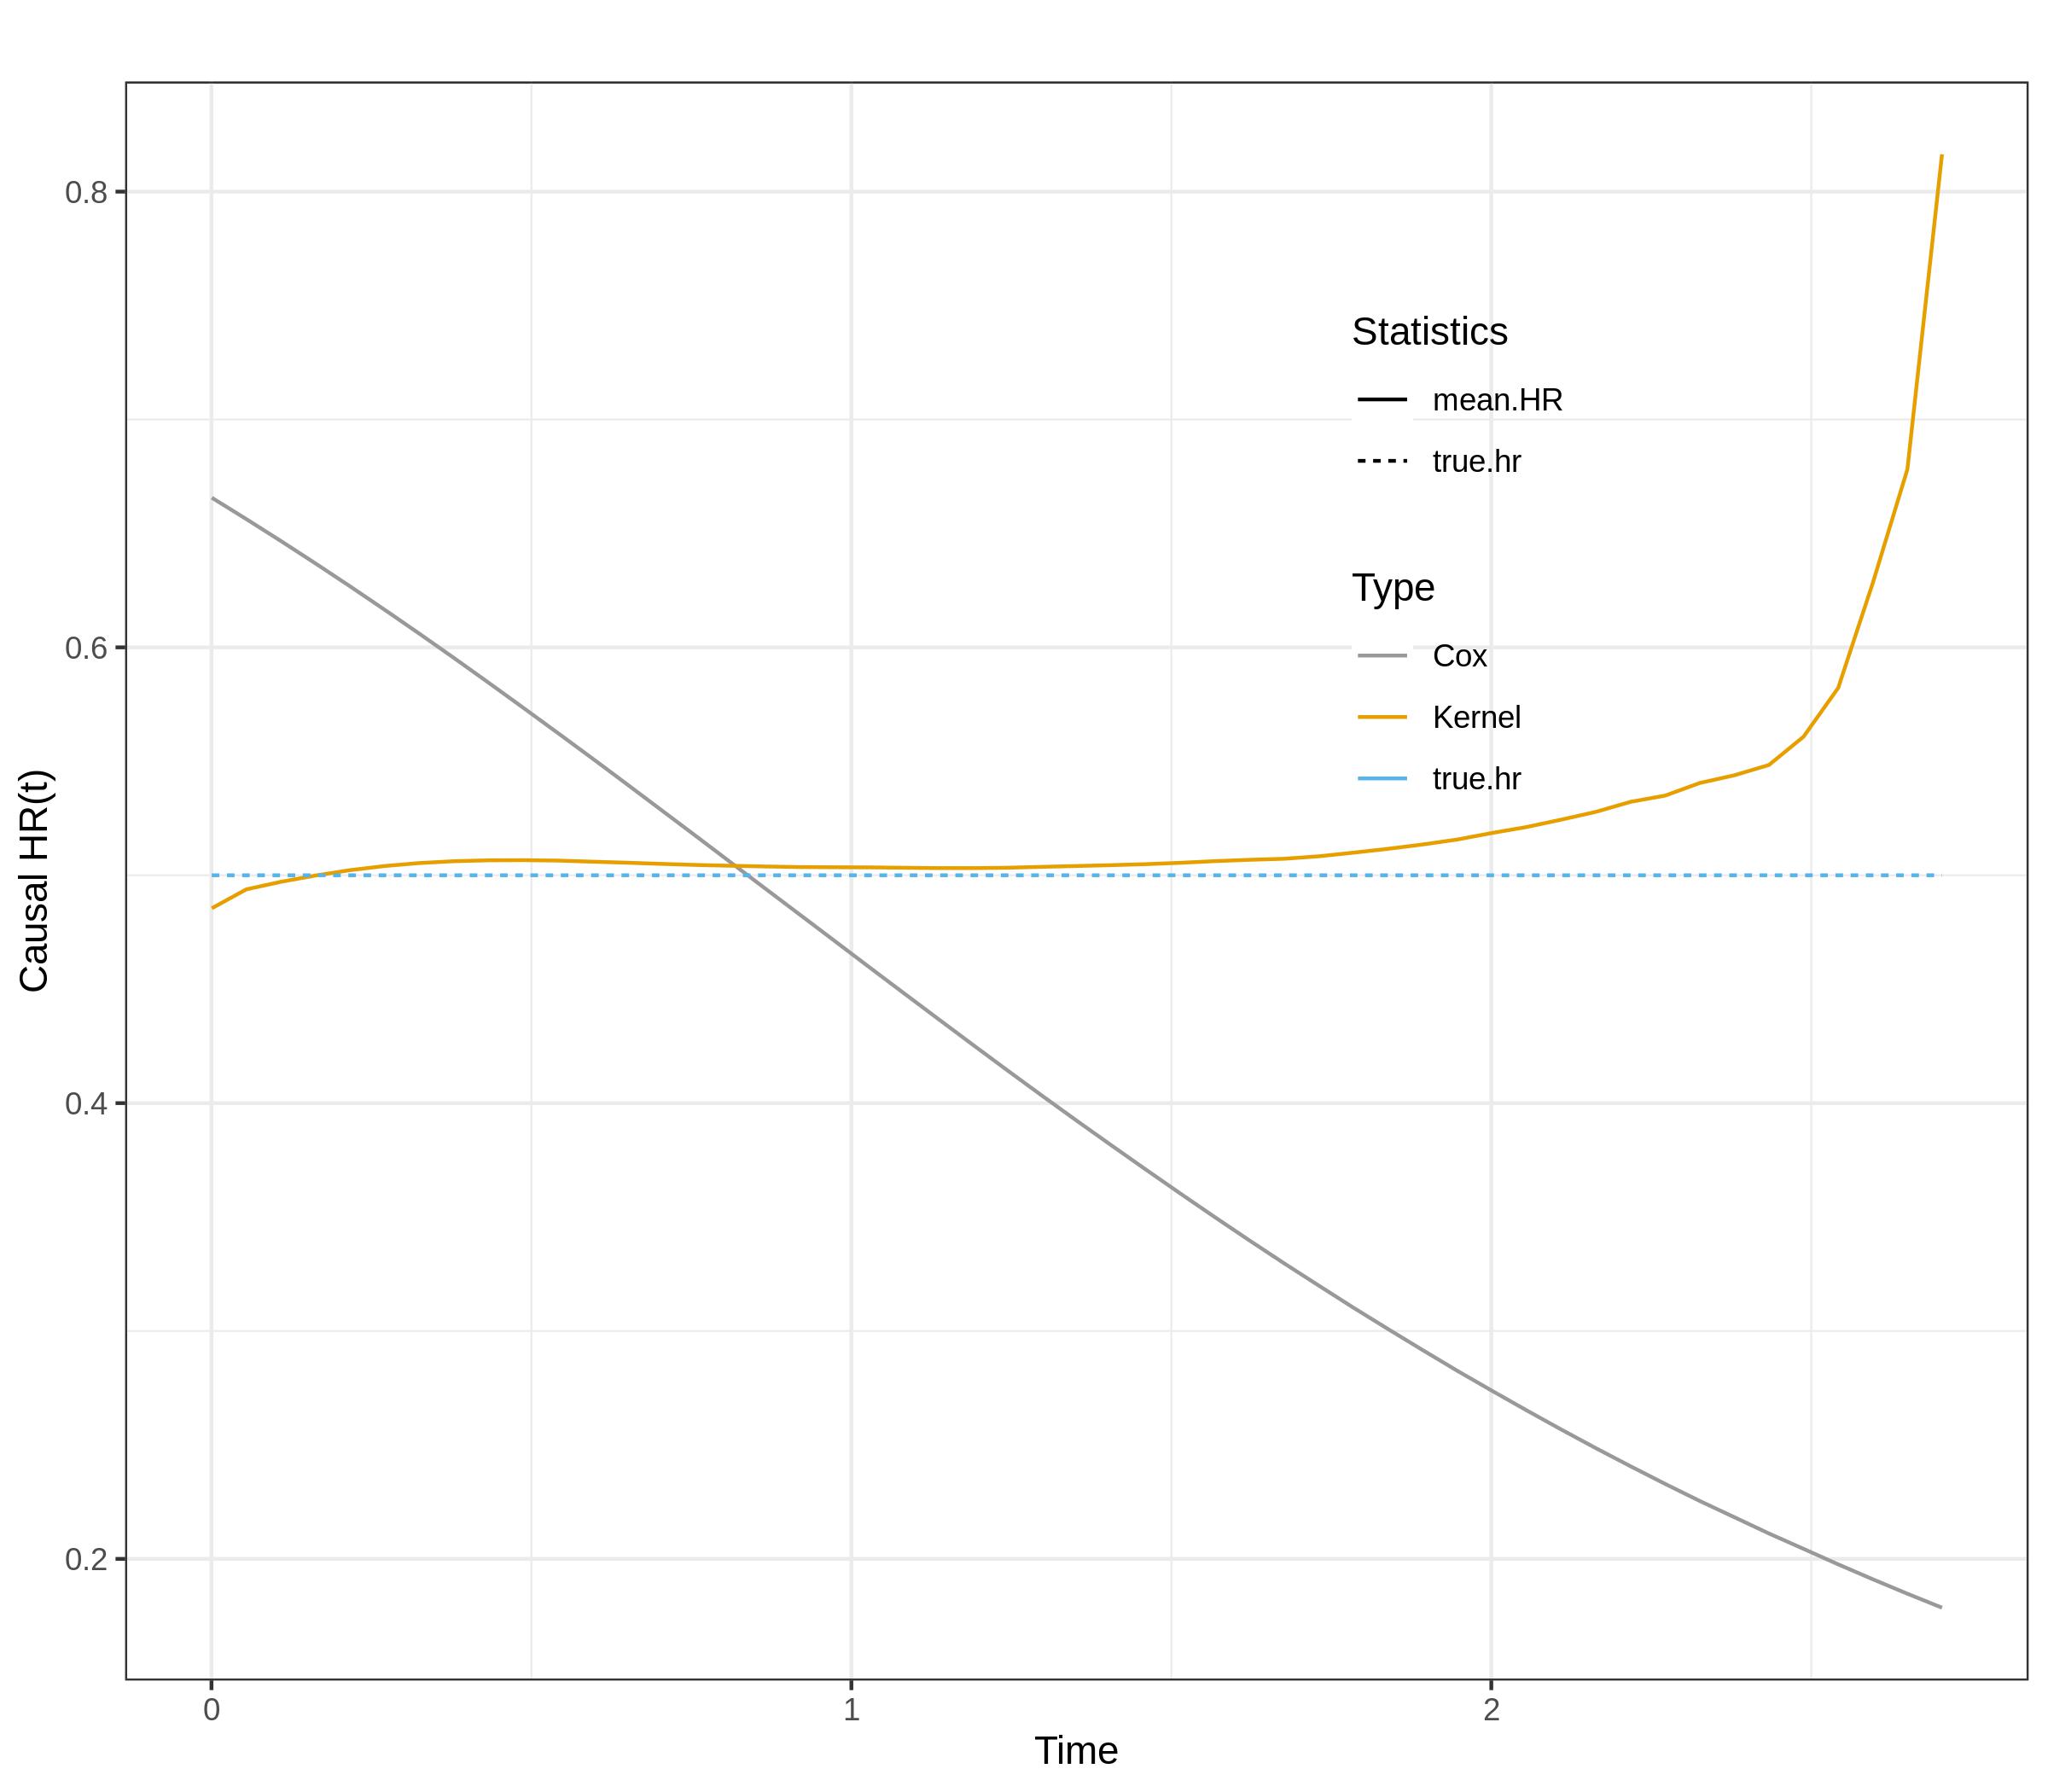 Statistics
mean.HR
true.hr
Type
Cox
Kernel
true.hr
Causal HR(t)
0.8
0.6
0.4
0.2
0 1 2
Time